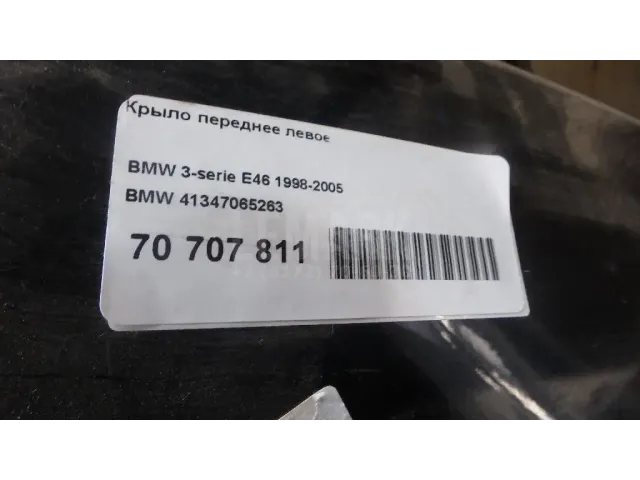 Крыло переднее левое
BMW 3-serie E46 1998-2005
BMW 41347065263
70 707 811